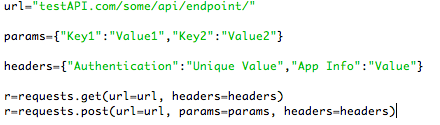 url="testAPI.com/some/api/endpoint/"
params={"Key1":"Value1","Key2":"Value2"}
headers={"Authentication":"Unique Value","App Info":"Value"}
r=requests.get(url=url, headers=headers)
r=requests.post(url=url, params=params, headers=headers)